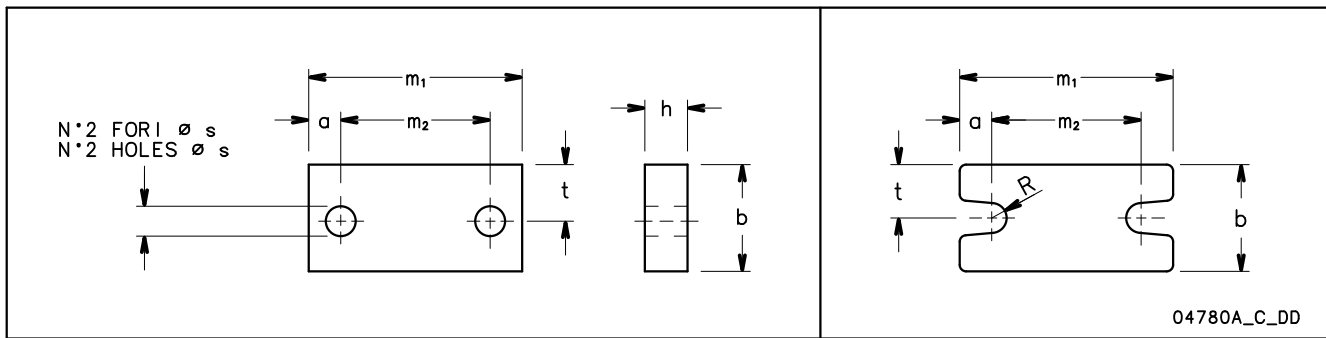 m₁
a
m₂
h
N°2 FORI Ø s
N°2 HOLES Ø s
t
b
m₁
a
m₂
t
R
b
04780A_C_DD